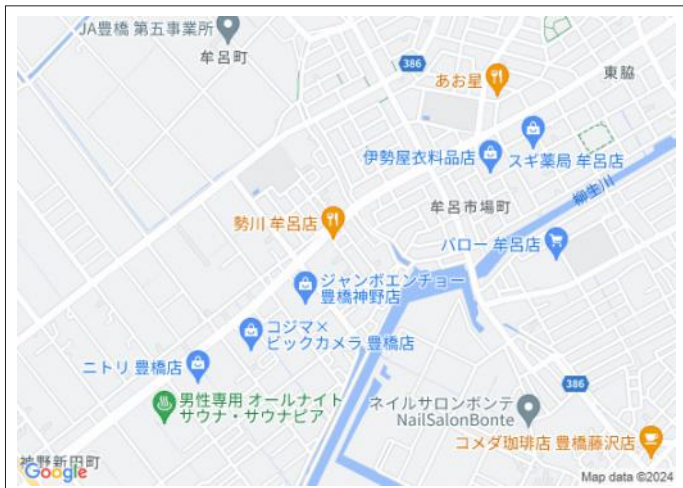 JA豊橋 第五事業所
牟呂町
386
東脇
あお星
伊勢屋衣料品店
スギ薬局 牟呂店
柳生川
牟呂市場町
勢川 牟呂店
バロー 牟呂店
ジャンボエンチョー
豊橋神野店
コジマ×
ビックカメラ 豊橋店
ニトリ 豊橋店
386
男性専用 オールナイト
サウナ・サウナピア
ネイルサロンボンテ
NailSalonBonte
コメダ珈琲店 豊橋藤沢店
神野新田町
Google
Map data ©2024